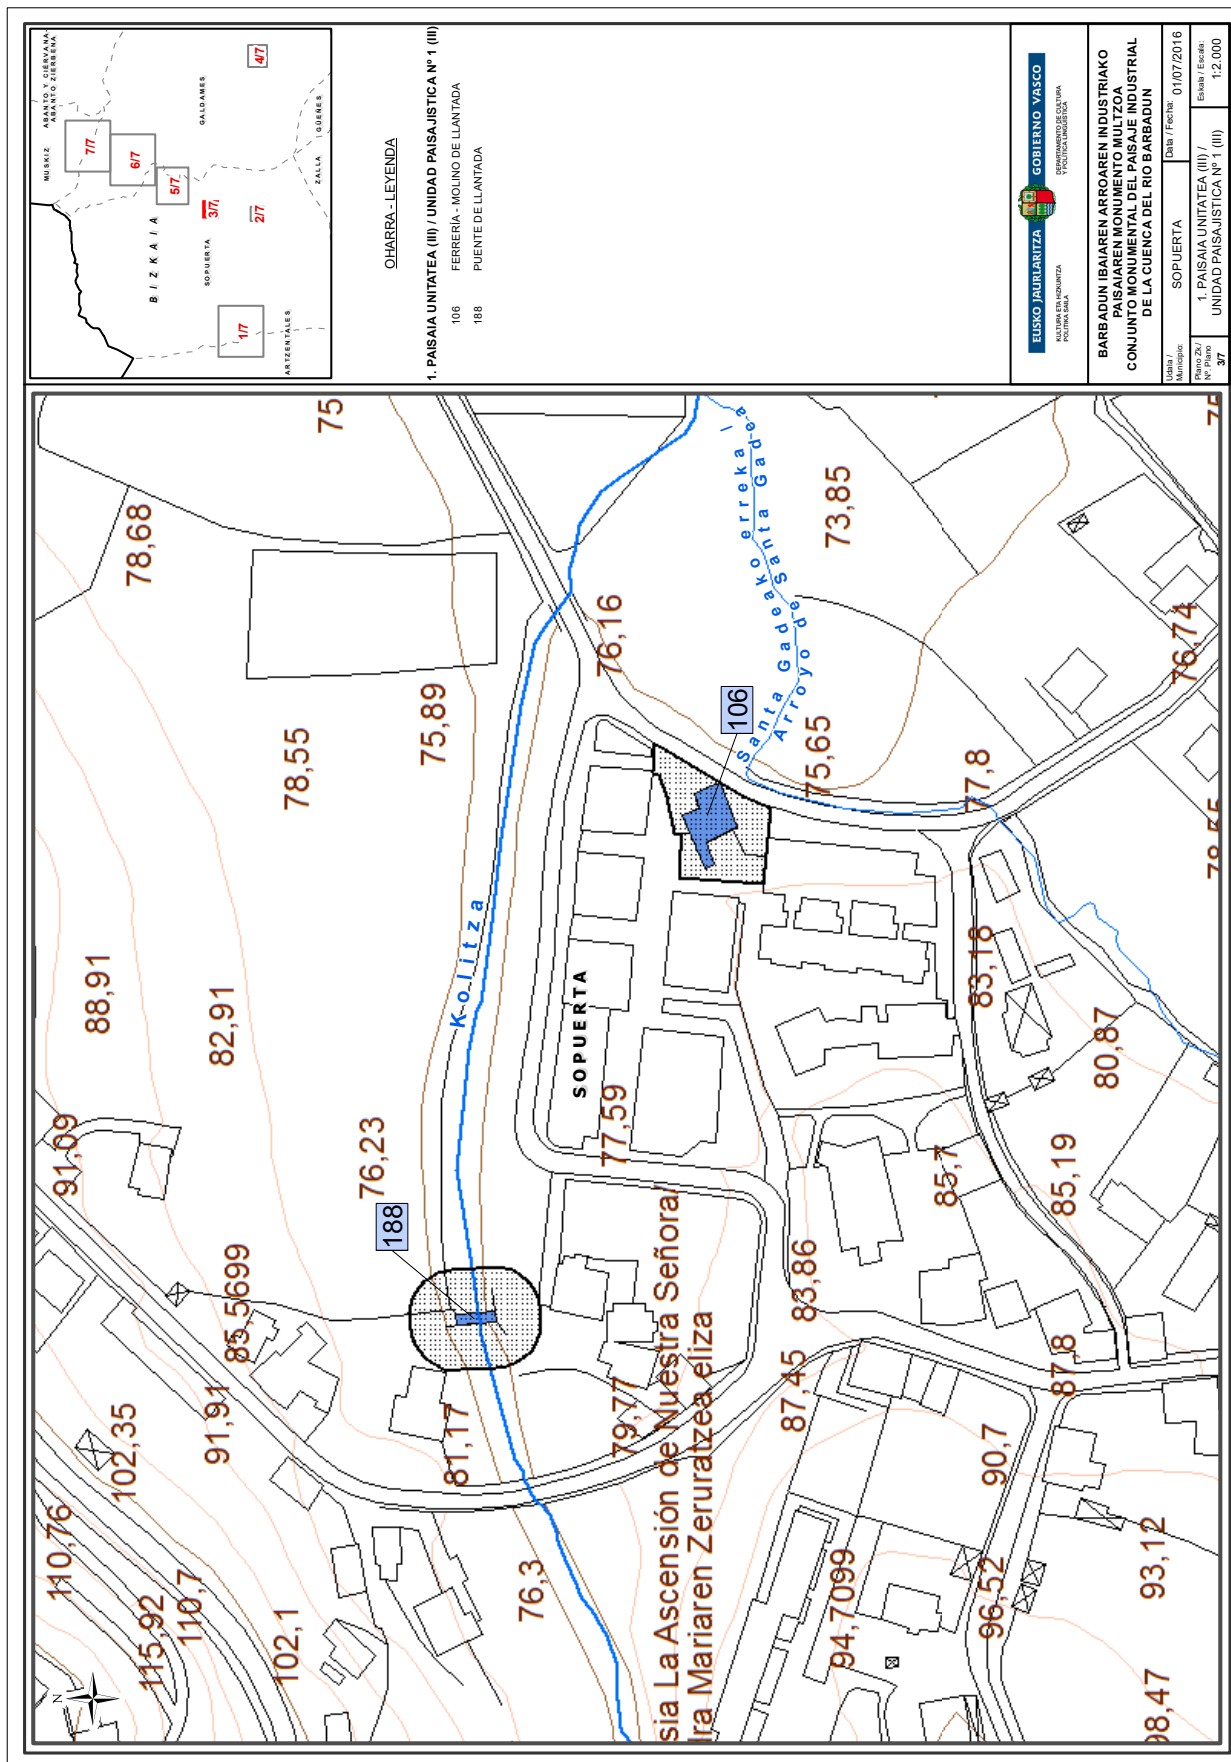 MUSKIZ
ABANTO Y CIÉRVANA-
ABANTO ZIERBENA
BIZKAIA
SOPUERTA
GALDAMES
ARTZENTALES
ZALLA
GÜEÑES
1/7
2/7
3/7
4/7
5/7
6/7
7/7
OHARRA - LEYENDA
1. PAISAIA UNITATEA (III) / UNIDAD PAISAJISTICA Nº 1 (III)
106 FERRERÍA - MOLINO DE LLANTADA
188 PUENTE DE LLANTADA
EUSKO JAURLARITZA GOBIERNO VASCO
KULTURA ETA HIZKUNTZA
POLITIKA SAILA
DEPARTAMENTO DE CULTURA
Y POLÍTICA LINGÜÍSTICA
BARBADUN IBAIAREN ARROAREN INDUSTRIAKO
PAISAIAREN MONUMENTO MULTZOA
CONJUNTO MONUMENTAL DEL PAISAJE INDUSTRIAL
DE LA CUENCA DEL RIO BARBADUN
Udala /
Municipio:
SOPUERTA
Data / Fecha: 01/07/2016
Plano Zk./
Nº. Plano
3/7
1. PAISAIA UNITATEA (III) /
UNIDAD PAISAJISTICA Nº 1 (III)
Eskala / Escala:
1:2.000
N
110,76
115,92
110,7
102,35
102,1
91,91
85,5699
91,09
88,91
82,91
78,68
78,55
75
75,89
76,23
188
81,17
76,3
Kolitza
SOPUERTA
77,59
79,77
76,16
106
Santa Gadeako erreka /
Arroyo de Santa Gadea
73,85
75,65
77,8
76,74
83,18
80,87
85,7
85,19
83,86
87,45
87,8
90,7
94,7099
96,52
93,12
98,47
sia La Ascensión de Nuestra Señora/
dra Mariaren Zeruratzea eliza